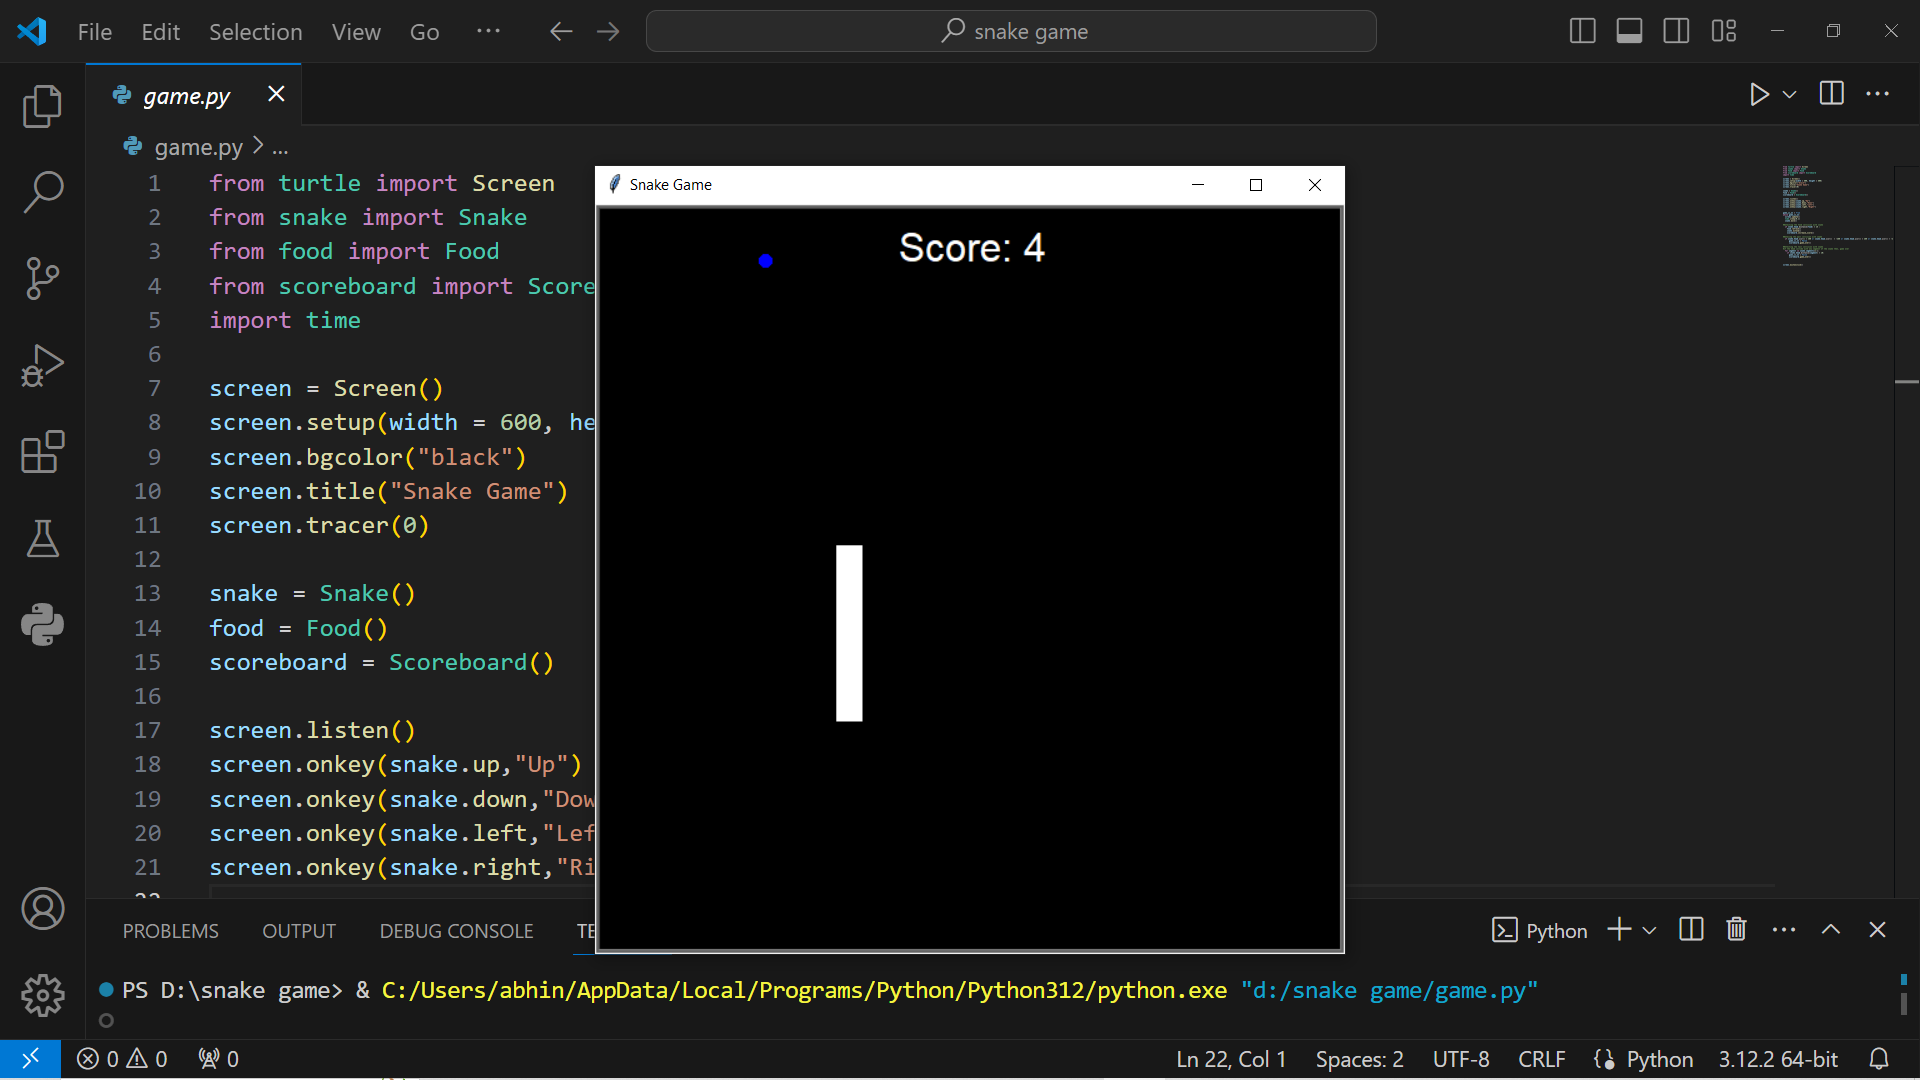 File Edit Selection View Go ··· snake game
game.py
game.py > ...
1 from turtle import Screen
2 from snake import Snake
3 from food import Food
4 from scoreboard import Score
5 import time
6
7 screen = Screen()
8 screen.setup(width = 600, he
9 screen.bgcolor("black")
10 screen.title("Snake Game")
11 screen.tracer(0)
12
13 snake = Snake()
14 food = Food()
15 scoreboard = Scoreboard()
16
17 screen.listen()
18 screen.onkey(snake.up,"Up")
19 screen.onkey(snake.down,"Dow
20 screen.onkey(snake.left,"Lef
21 screen.onkey(snake.right,"Ri
22
Snake Game
Score: 4
PROBLEMS OUTPUT DEBUG CONSOLE TE
Python
PS D:\snake game> & C:/Users/abhin/AppData/Local/Programs/Python/Python312/python.exe "d:/snake game/game.py"
0 0 0 Ln 22, Col 1 Spaces: 2 UTF-8 CRLF Python 3.12.2 64-bit